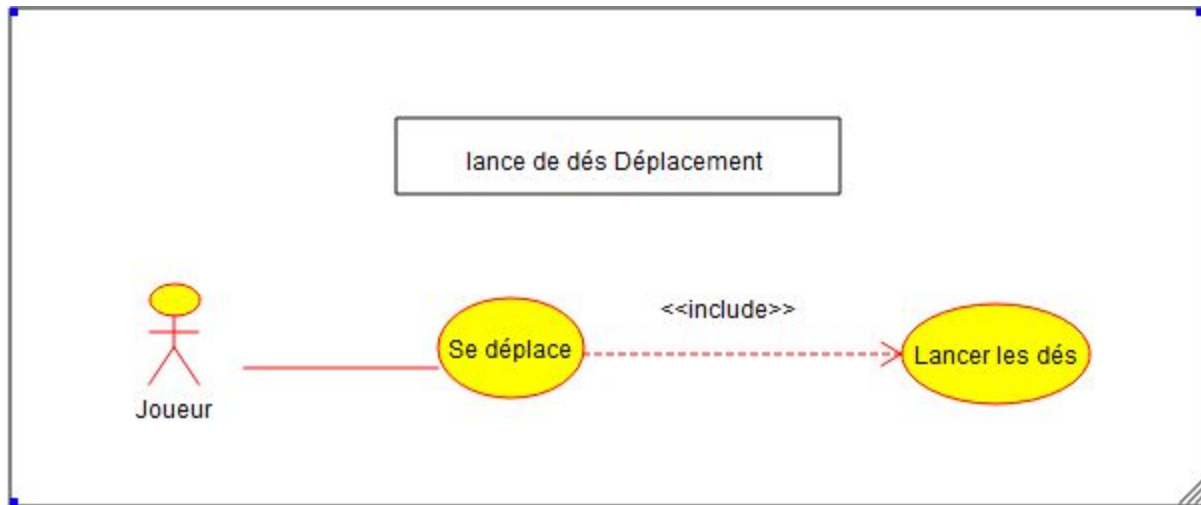 lance de dés Déplacement
<<include>>
Se déplace
Lancer les dés
Joueur